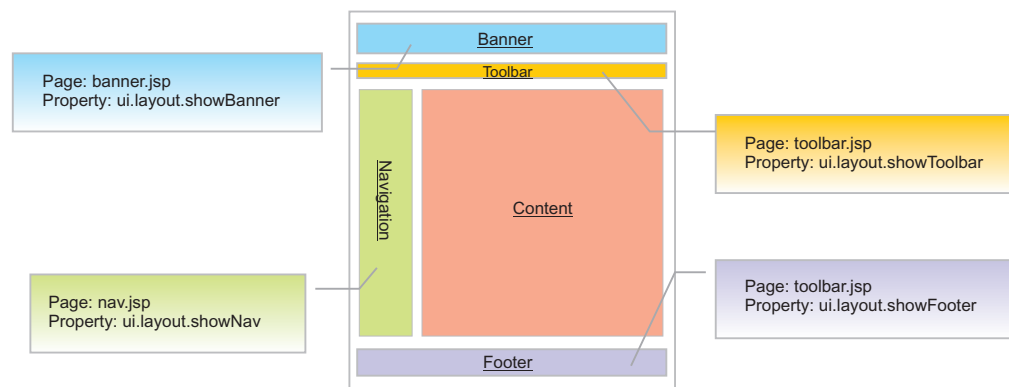 Banner
Toolbar
Page: banner.jsp
Property: ui.layout.showBanner
Page: toolbar.jsp
Property: ui.layout.showToolbar
Navigation
Content
Page: nav.jsp
Property: ui.layout.showNav
Page: toolbar.jsp
Property: ui.layout.showFooter
Footer